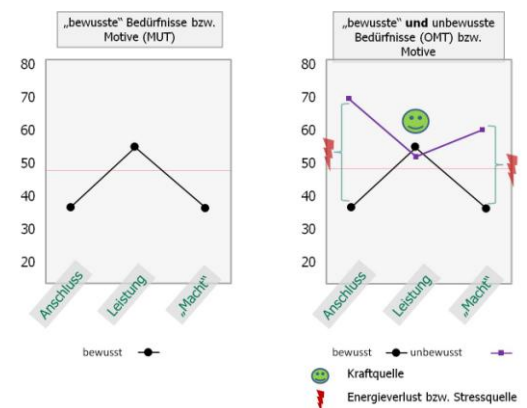 „bewusste" Bedürfnisse bzw.
Motive (MUT)
80
70
60
50
40
30
20
Anschluss
Leistung
„Macht"
bewusst
„bewusste" und unbewusste
Bedürfnisse (OMT) bzw.
Motive
80
70
60
50
40
30
20
Anschluss
Leistung
„Macht"
bewusst unbewusst
Kraftquelle
Energieverlust bzw. Stressquelle